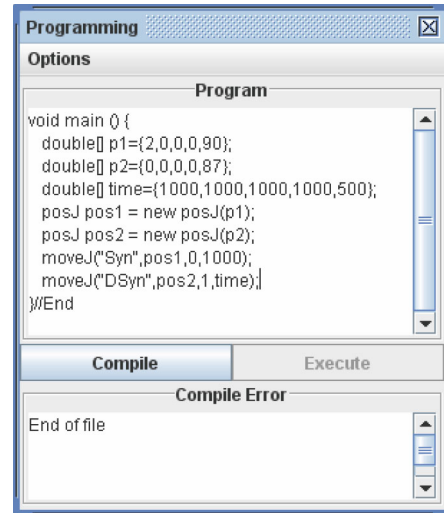 Programming
Options
Program
void main () {
double[] p1={2,0,0,0,90};
double[] p2={0,0,0,0,87};
double[] time={1000,1000,1000,1000,500};
posJ pos1 = new posJ(p1);
posJ pos2 = new posJ(p2);
moveJ("Syn",pos1,0,1000);
moveJ("DSyn",pos2,1,time);
}//End
Compile Execute
Compile Error
End of file